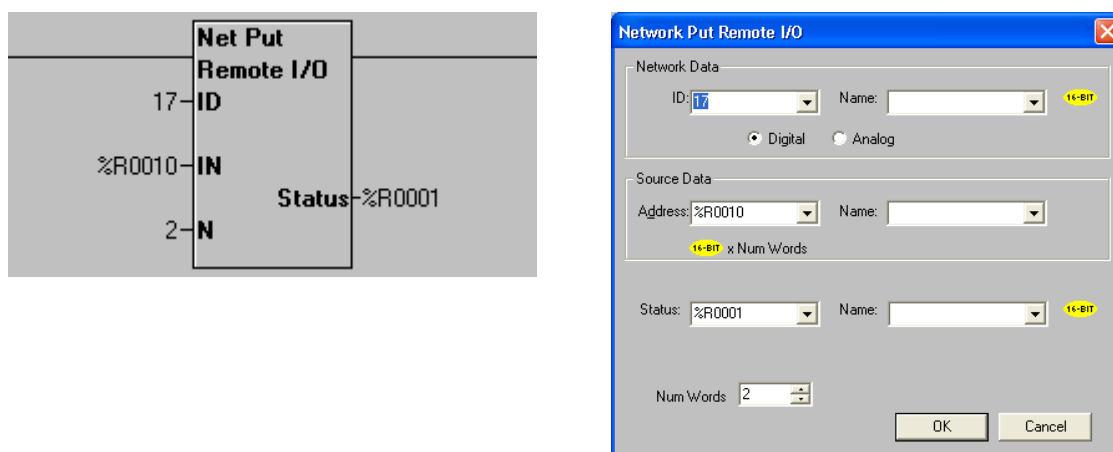 Net Put
Remote I/O
17 ID
%R0010 IN
Status %R0001
2 N
Network Put Remote I/O
Network Data
ID: 17 Name: 16-BIT
Digital Analog
Source Data
Address: %R0010 Name:
16-BIT x Num Words
Status: %R0001 Name: 16-BIT
Num Words 2
OK Cancel